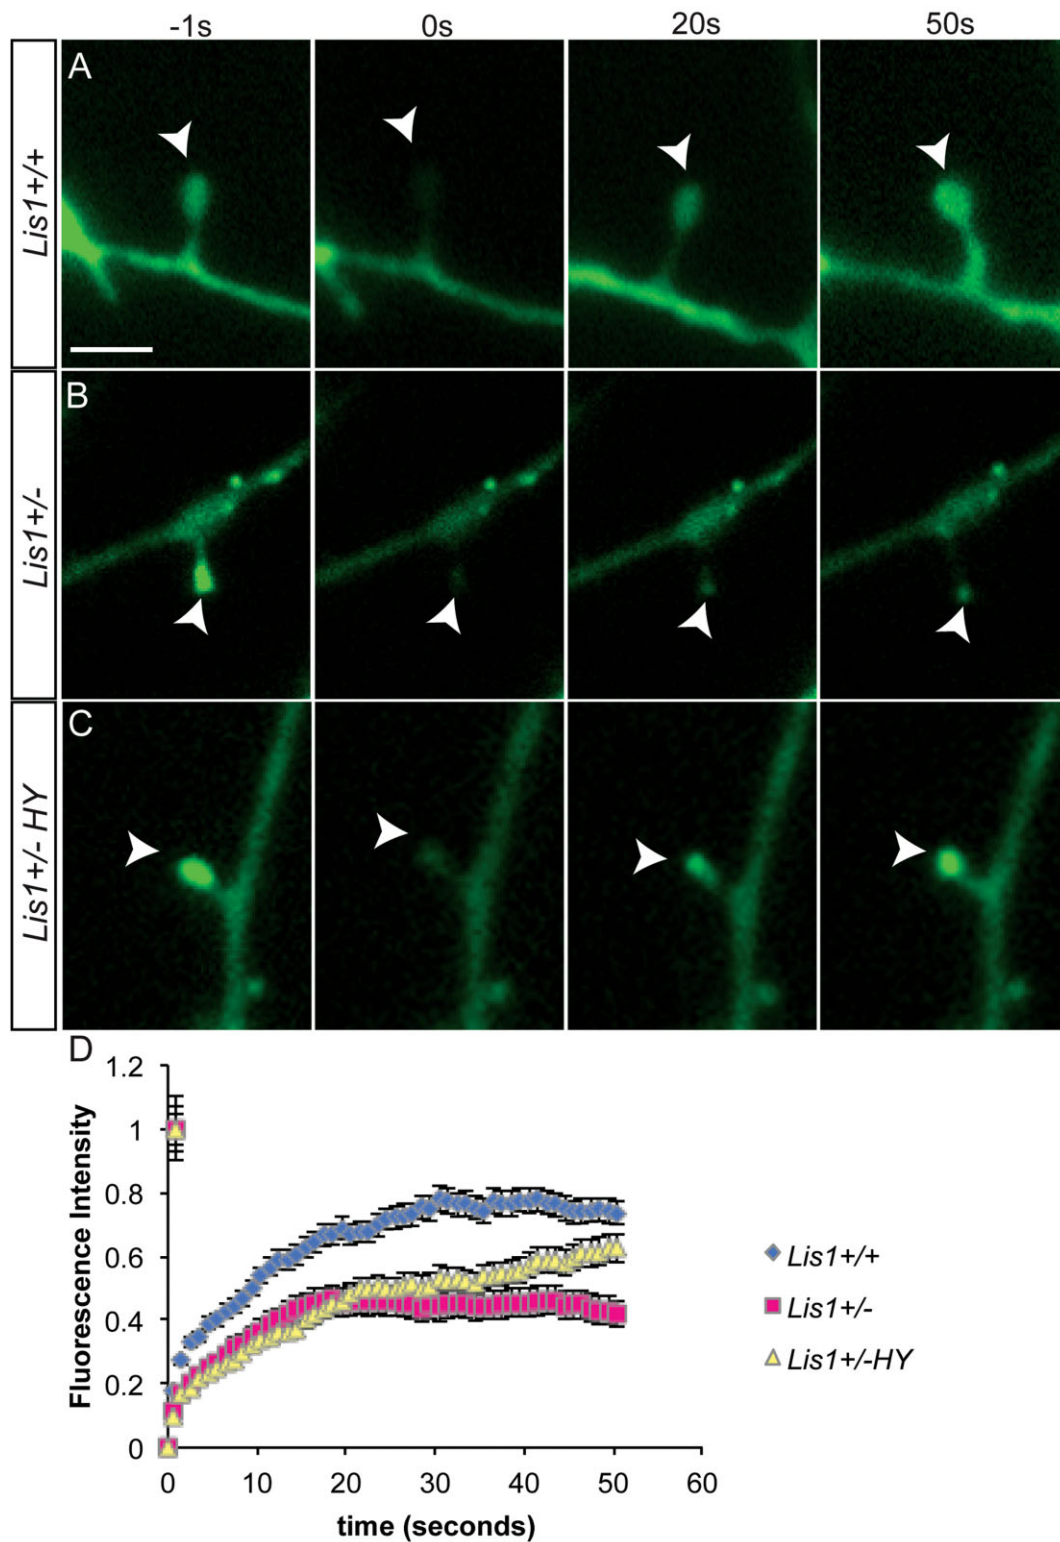 -1s 0s 20s 50s
A
Lis1+/+
B
Lis1+/-
C
Lis1+/- HY
D
1.2
1
0.8
0.6
0.4
0.2
0
Fluorescence Intensity
0 10 20 30 40 50 60
time (seconds)
Lis1+/+
Lis1+/-
Lis1+/-HY